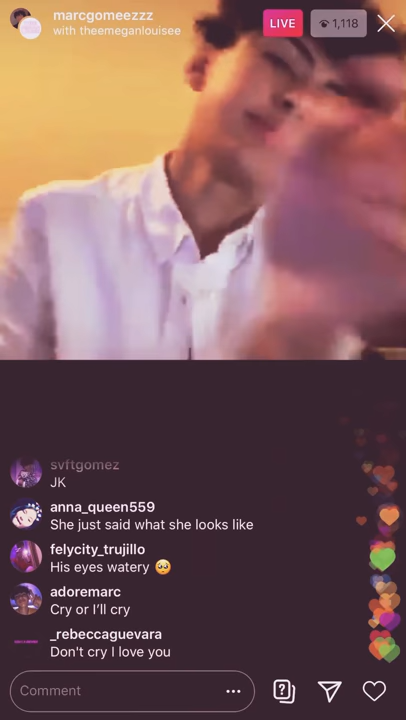 marcgomeezzz
with theemeganlouisee
LIVE
1,118
svftgomez
JK
anna_queen559
She just said what she looks like
felycity_trujillo
His eyes watery 🥺
adoremarc
Cry or I’ll cry
_rebeccaguevara
Don't cry I love you
Comment